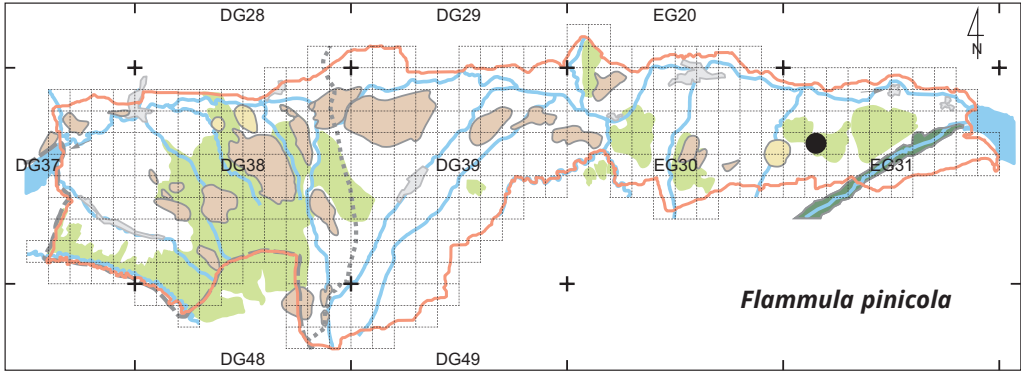 DG28 DG29 EG20
N
DG37 DG38 DG39 EG30 EG31
Flammula pinicola
DG48 DG49